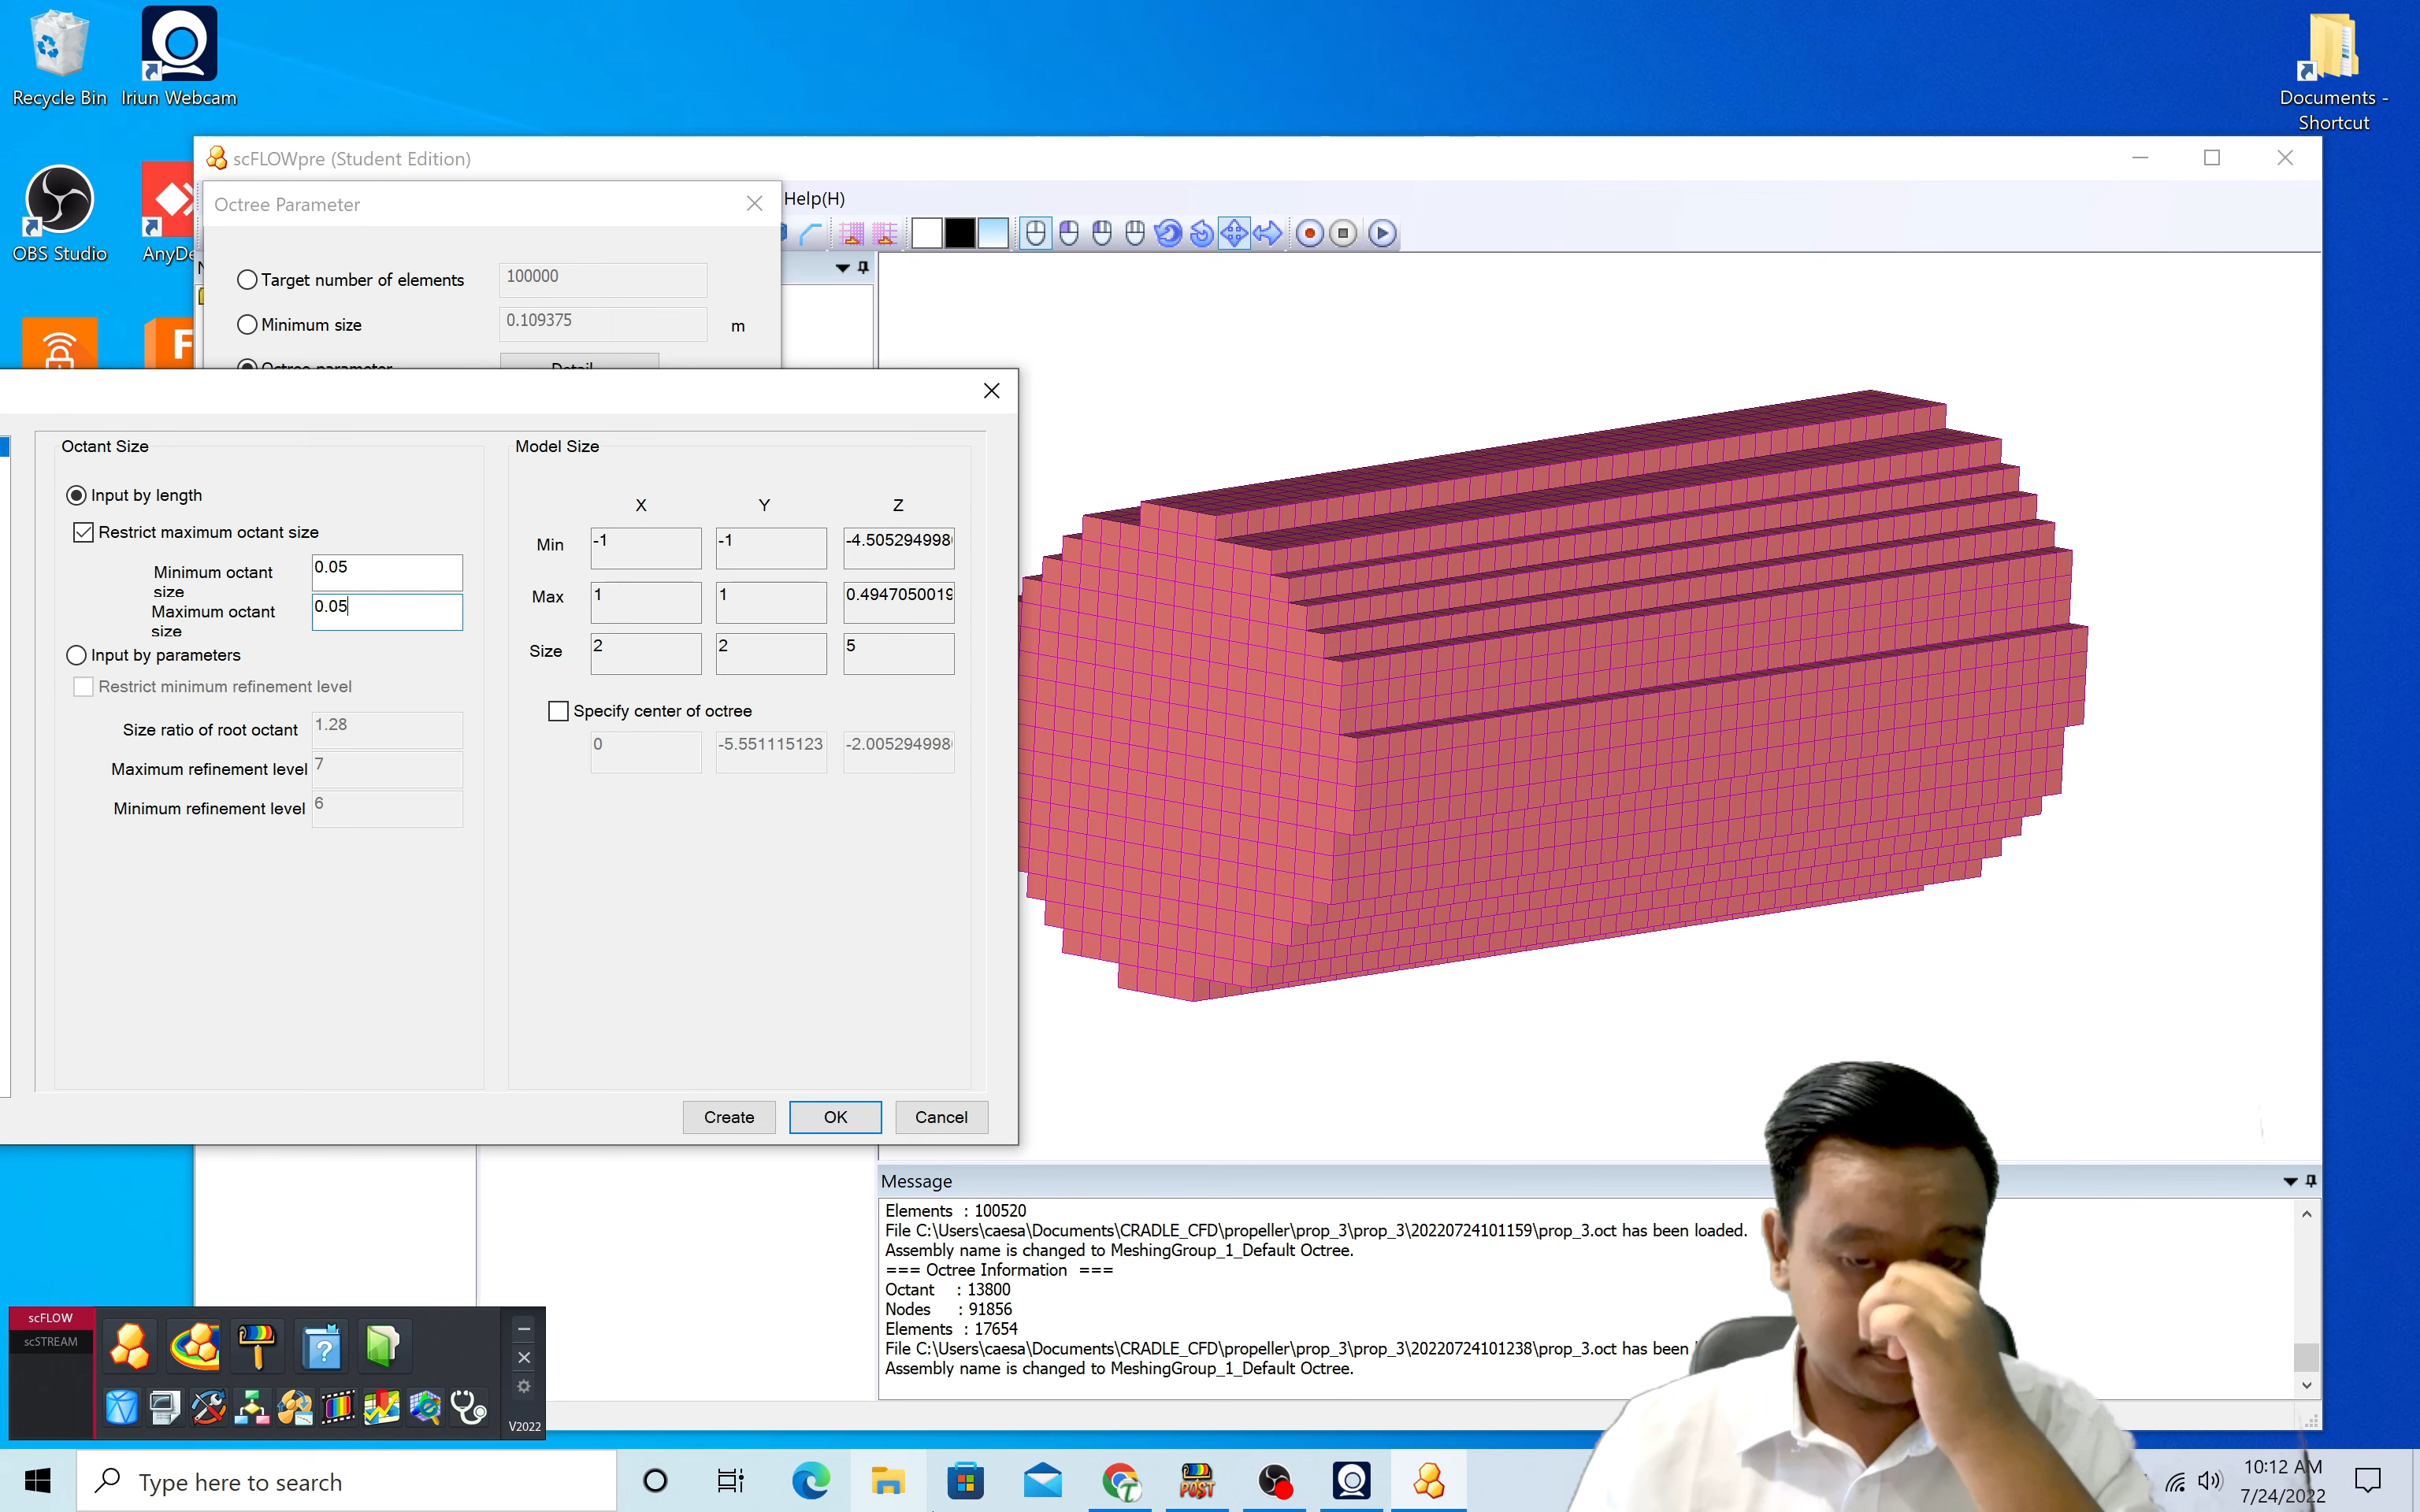 Recycle Bin
Iriun Webcam
Documents -
Shortcut
OBS Studio
AnyDe
scFLOWpre (Student Edition)
Octree Parameter
Help(H)
Target number of elements
100000
Minimum size
0.109375
m
Octree parameter
Detail
Octant Size
Input by length
Restrict maximum octant size
Minimum octant
size
0.05
Maximum octant
size
0.05
Input by parameters
Restrict minimum refinement level
Size ratio of root octant
1.28
Maximum refinement level
7
Minimum refinement level
6
Model Size
X Y Z
Min -1 -1 -4.505294998
Max 1 1 0.4947050019
Size 2 2 5
Specify center of octree
0 -5.551115123 -2.005294998
Create
OK
Cancel
Message
Elements : 100520
File C:\Users\caesa\Documents\CRADLE_CFD\propeller\prop_3\prop_3\20220724101159\prop_3.oct has been loaded.
Assembly name is changed to MeshingGroup_1_Default Octree.
=== Octree Information ===
Octant : 13800
Nodes : 91856
Elements : 17654
File C:\Users\caesa\Documents\CRADLE_CFD\propeller\prop_3\prop_3\20220724101238\prop_3.oct has been
Assembly name is changed to MeshingGroup_1_Default Octree.
scFLOW
scSTREAM
V2022
Type here to search
POST
10:12 AM
7/24/2022